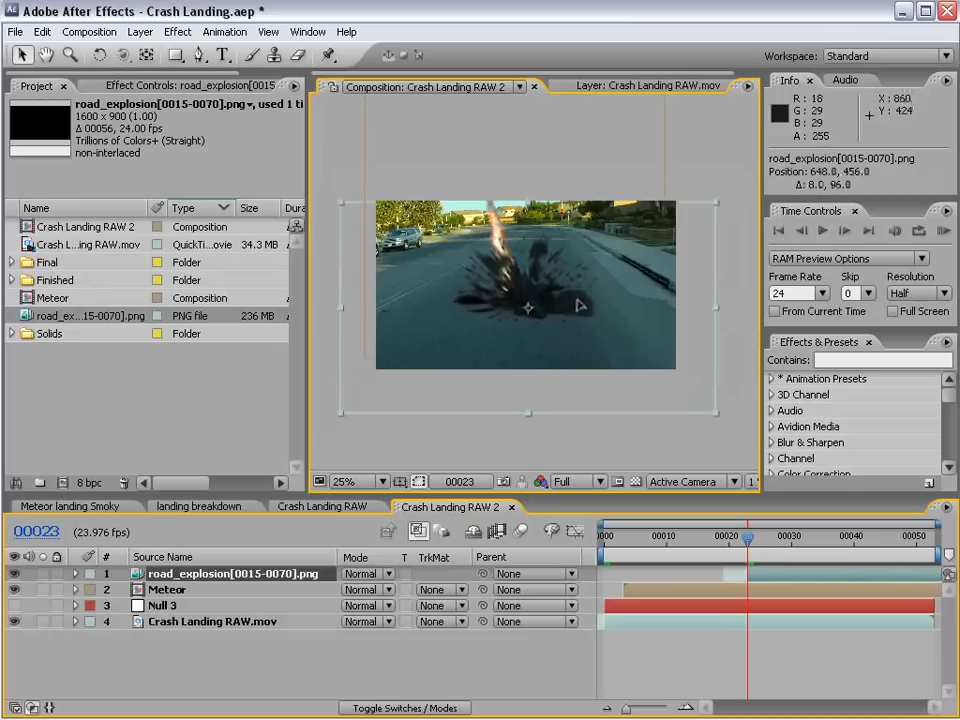 Adobe After Effects - Crash Landing.aep *
File Edit Composition Layer Effect Animation View Window Help
Workspace: Standard
Project Effect Controls: road_explosion[0015
road_explosion[0015-0070].png, used 1 ti
1600 x 900 (1.00)
Δ 00056, 24.00 fps
Trillions of Colors+ (Straight)
non-interlaced
Name Type Size Dura
Crash Landing RAW 2 Composition
Crash L...ing RAW.mov QuickTi...ovie 34.3 MB
Final Folder
Finished Folder
Meteor Composition
road_ex...15-0070].png PNG file 236 MB
Solids Folder
8 bpc
Composition: Crash Landing RAW 2 Layer: Crash Landing RAW.mov
25% 00023 Full Active Camera 1
Info Audio
R: 18
G: 29
B: 29
A: 255
X: 860
Y: 424
road_explosion[0015-0070].png
Position: 648.0, 456.0
Δ: 8.0, 96.0
Time Controls
RAM Preview Options
Frame Rate Skip Resolution
24 0 Half
From Current Time Full Screen
Effects & Presets
Contains:
* Animation Presets
3D Channel
Audio
Avidion Media
Blur & Sharpen
Channel
Color Correction
Meteor landing Smoky landing breakdown Crash Landing RAW Crash Landing RAW 2
00023 (23.976 fps)
0000 00010 00020 00030 00040 00050
# Source Name Mode T TrkMat Parent
1 road_explosion[0015-0070].png Normal None
2 Meteor Normal None None
3 Null 3 Normal None None
4 Crash Landing RAW.mov Normal None None
Toggle Switches / Modes